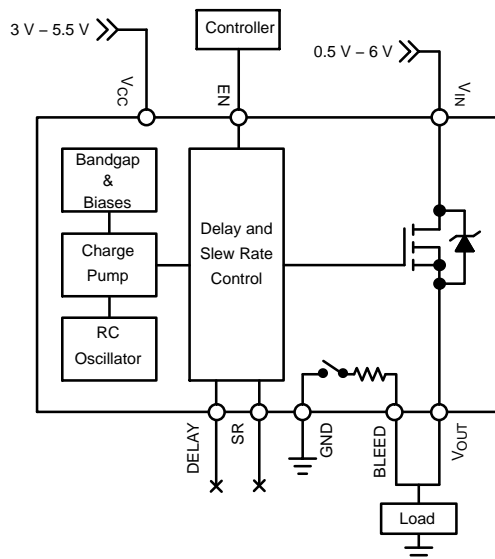 3 V – 5.5 V
Controller
0.5 V – 6 V
VCC
EN
VIN
Bandgap
&
Biases
Charge
Pump
RC
Oscillator
Delay and
Slew Rate
Control
DELAY
SR
GND
BLEED
VOUT
Load